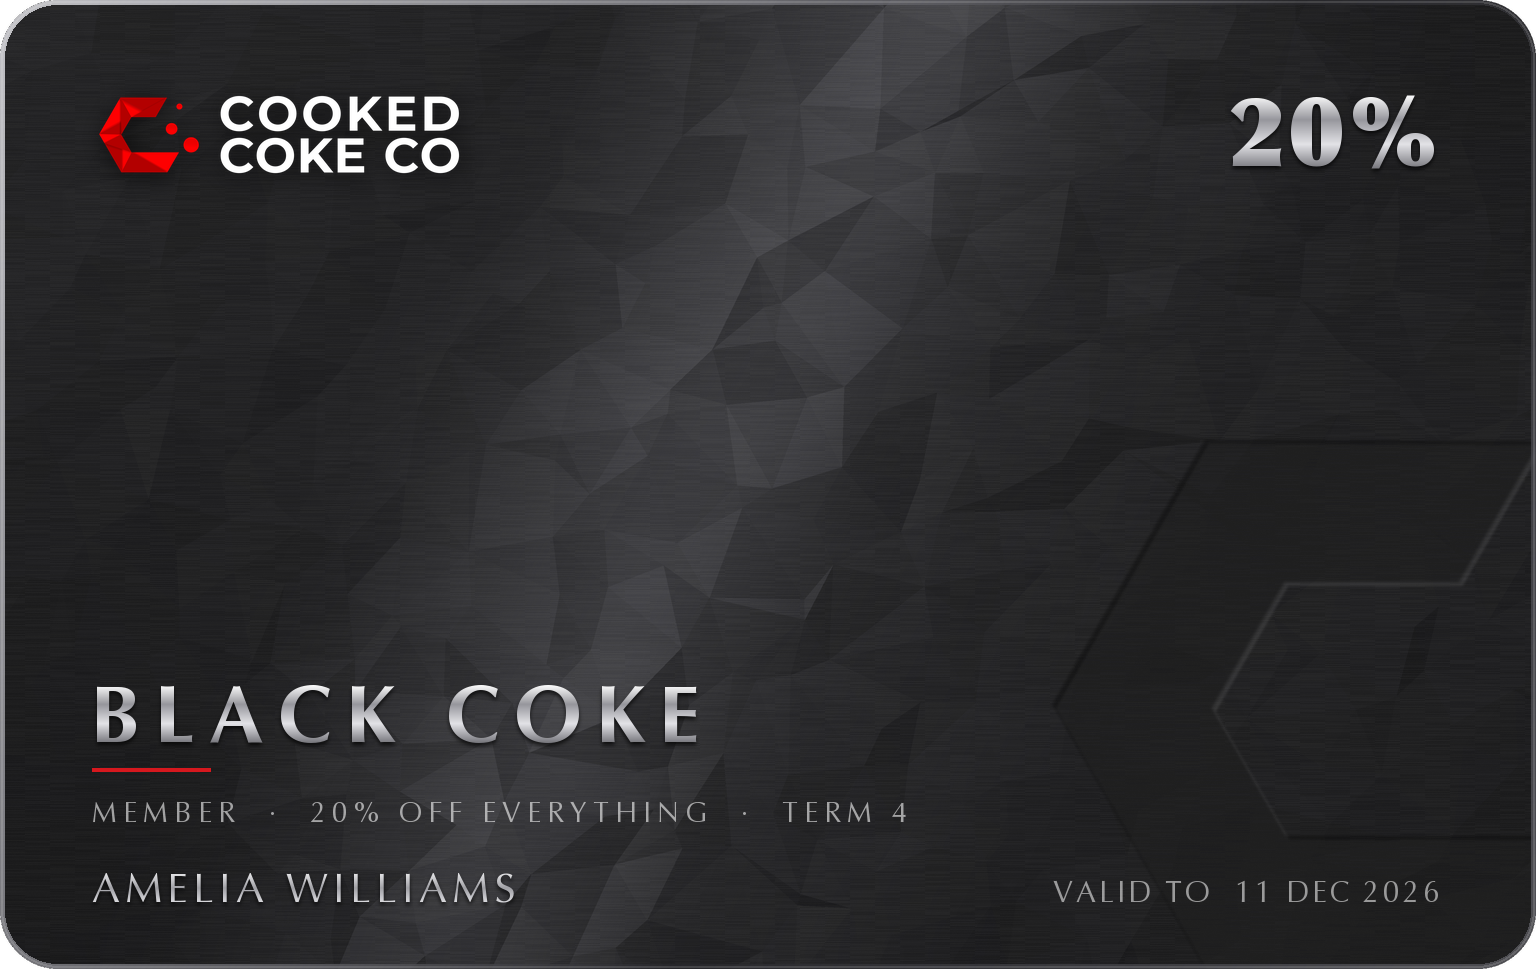 COOKED
COKE CO
20%
BLACK COKE
MEMBER · 20% OFF EVERYTHING · TERM 4
AMELIA WILLIAMS
VALID TO 11 DEC 2026